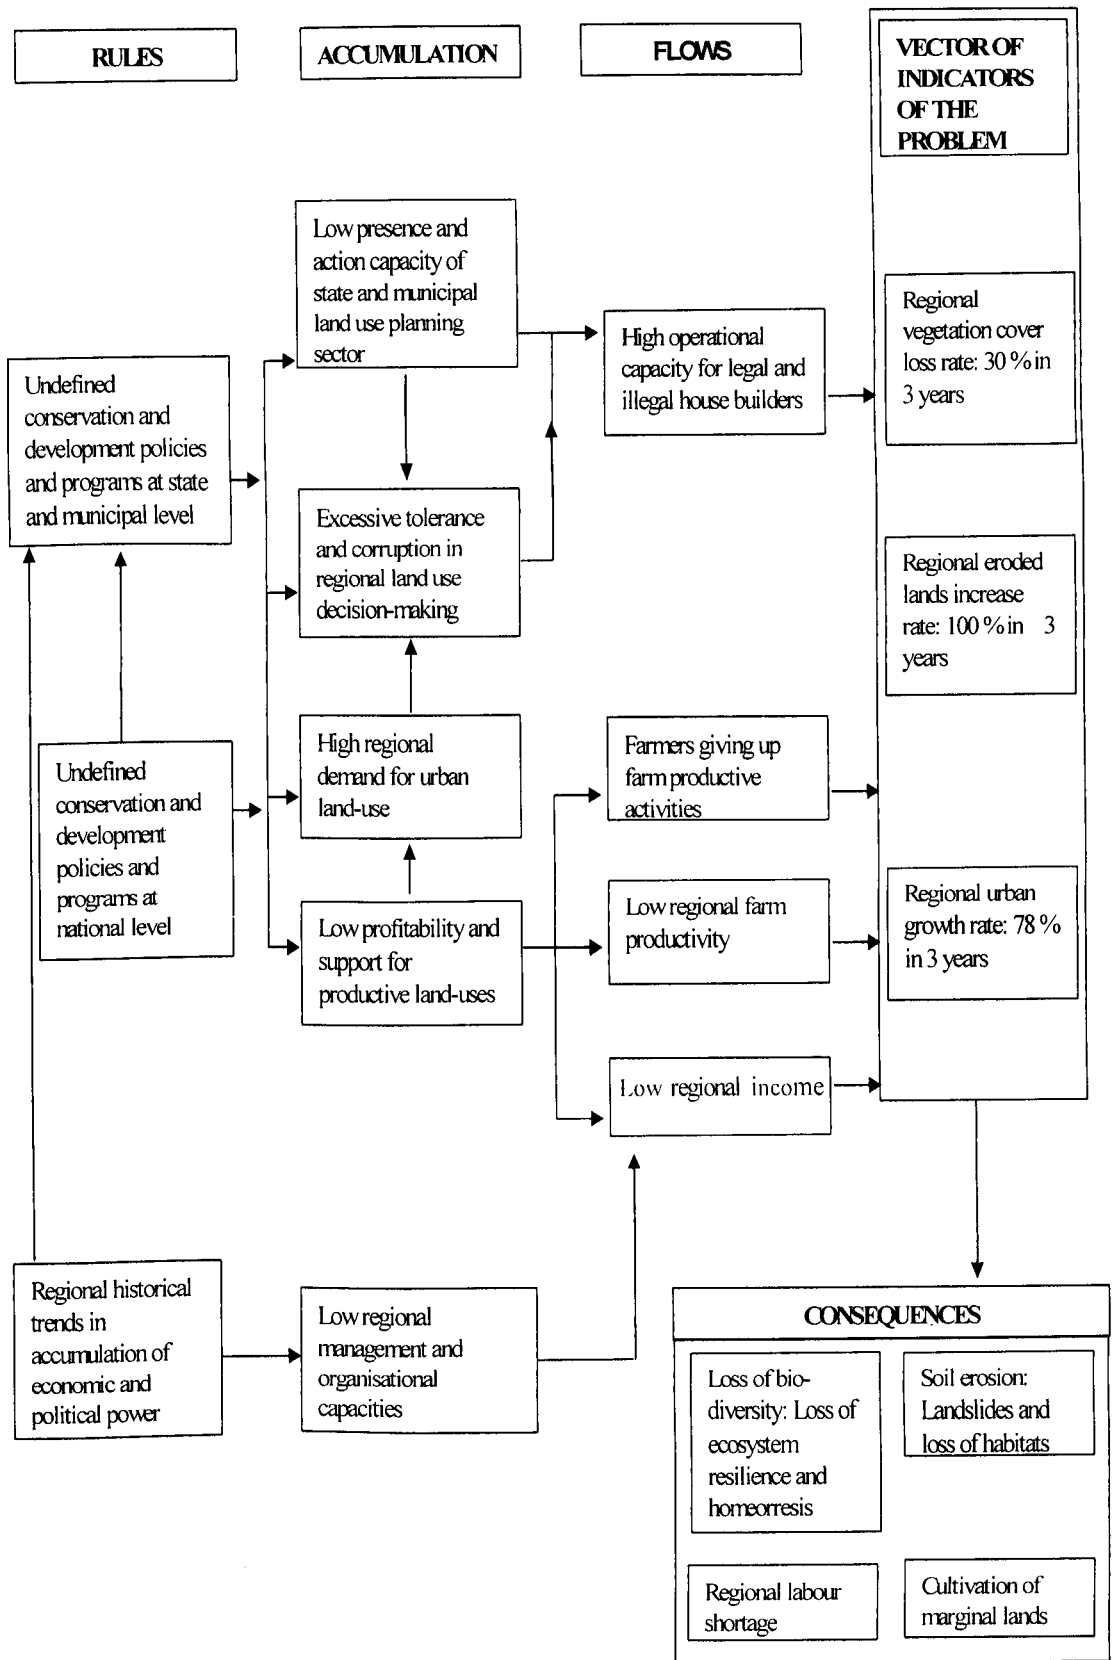 RULES
ACCUMULATION
FLOWS
VECTOR OF
INDICATORS
OF THE
PROBLEM
Low presence and
action capacity of
state and municipal
land use planning
sector
Regional
vegetation cover
loss rate: 30 % in
3 years
High operational
capacity for legal and
illegal house builders
Undefined
conservation and
development policies
and programs at state
and municipal level
Excessive tolerance
and corruption in
regional land use
decision-making
Regional eroded
lands increase
rate: 100 % in 3
years
High regional
demand for urban
land-use
Farmers giving up
farm productive
activities
Undefined
conservation and
development
policies and
programs at
national level
Low profitability and
support for
productive land-uses
Low regional farm
productivity
Regional urban
growth rate: 78 %
in 3 years
Low regional income
Regional historical
trends in
accumulation of
economic and
political power
Low regional
management and
organisational
capacities
CONSEQUENCES
Loss of bio-
diversity: Loss of
ecosystem
resilience and
homeorresis
Soil erosion:
Landslides and
loss of habitats
Regional labour
shortage
Cultivation of
marginal lands